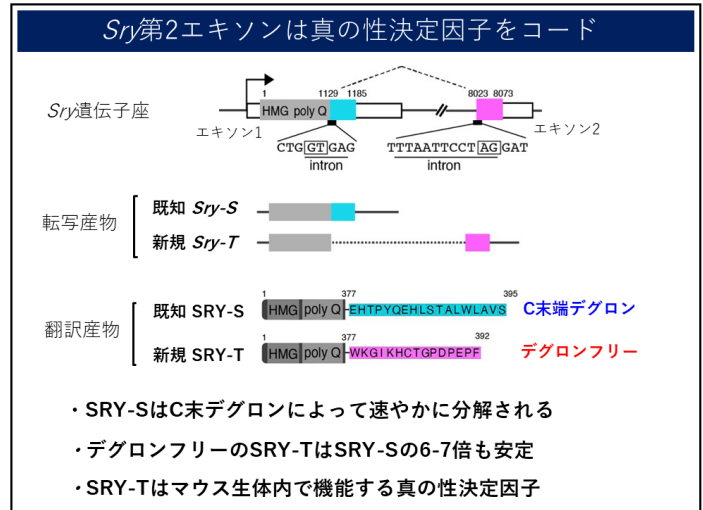 Sry第2エキソンは真の性決定因子をコード
1 1129 1185 8023 8073
Sry遺伝子座
HMG poly Q
エキソン1 エキソン2
CTGGTGAG TTTAATTCCTAGGAT
intron intron
転写産物
既知 Sry-S
新規 Sry-T
翻訳産物
1 377 395
既知 SRY-S HMG poly Q EHTPYQEHLSTALWLAVS C末端デグロン
1 377 392
新規 SRY-T HMG poly Q WKGIKHCTGPDPEPF デグロンフリー
・SRY-SはC末デグロンによって速やかに分解される
・デグロンフリーのSRY-TはSRY-Sの6-7倍も安定
・SRY-Tはマウス生体内で機能する真の性決定因子